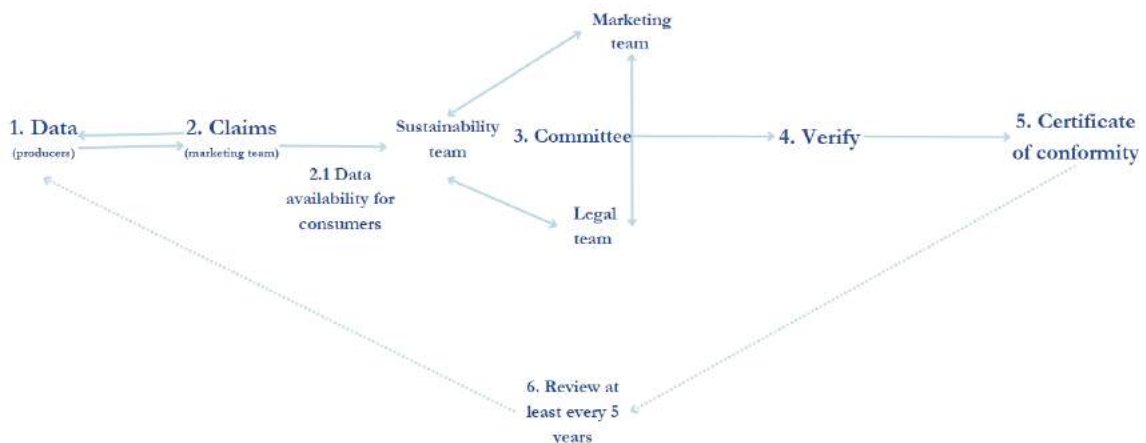 1. Data
(producers)
2. Claims
(marketing team)
2.1 Data
availability for
consumers
Sustainability
team
Marketing
team
3. Committee
Legal
team
4. Verify
5. Certificate
of conformity
6. Review at
least every 5
years